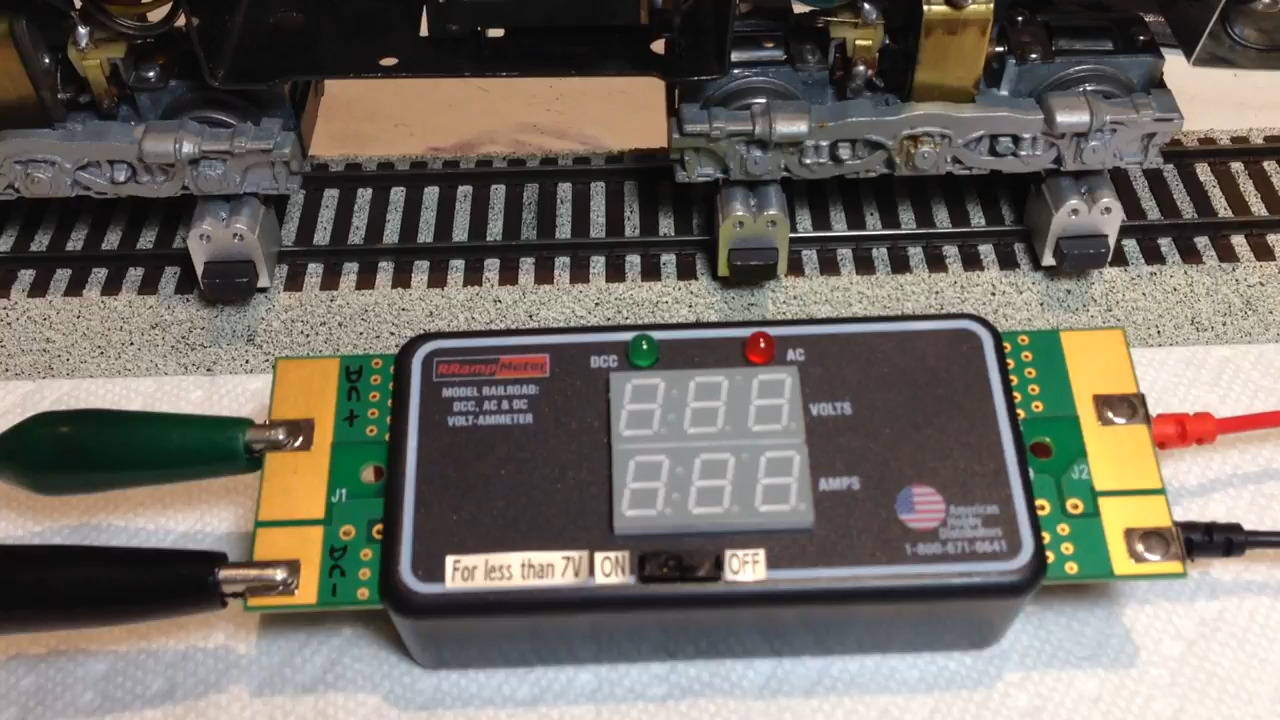 RRampMeter
MODEL RAILROAD:
DCC, AC & DC
VOLT-AMMETER
DCC
AC
VOLTS
AMPS
DC+
J1
DC-
J2
American
Hobby
Distributors
1-800-671-0641
For less than 7V
ON
OFF